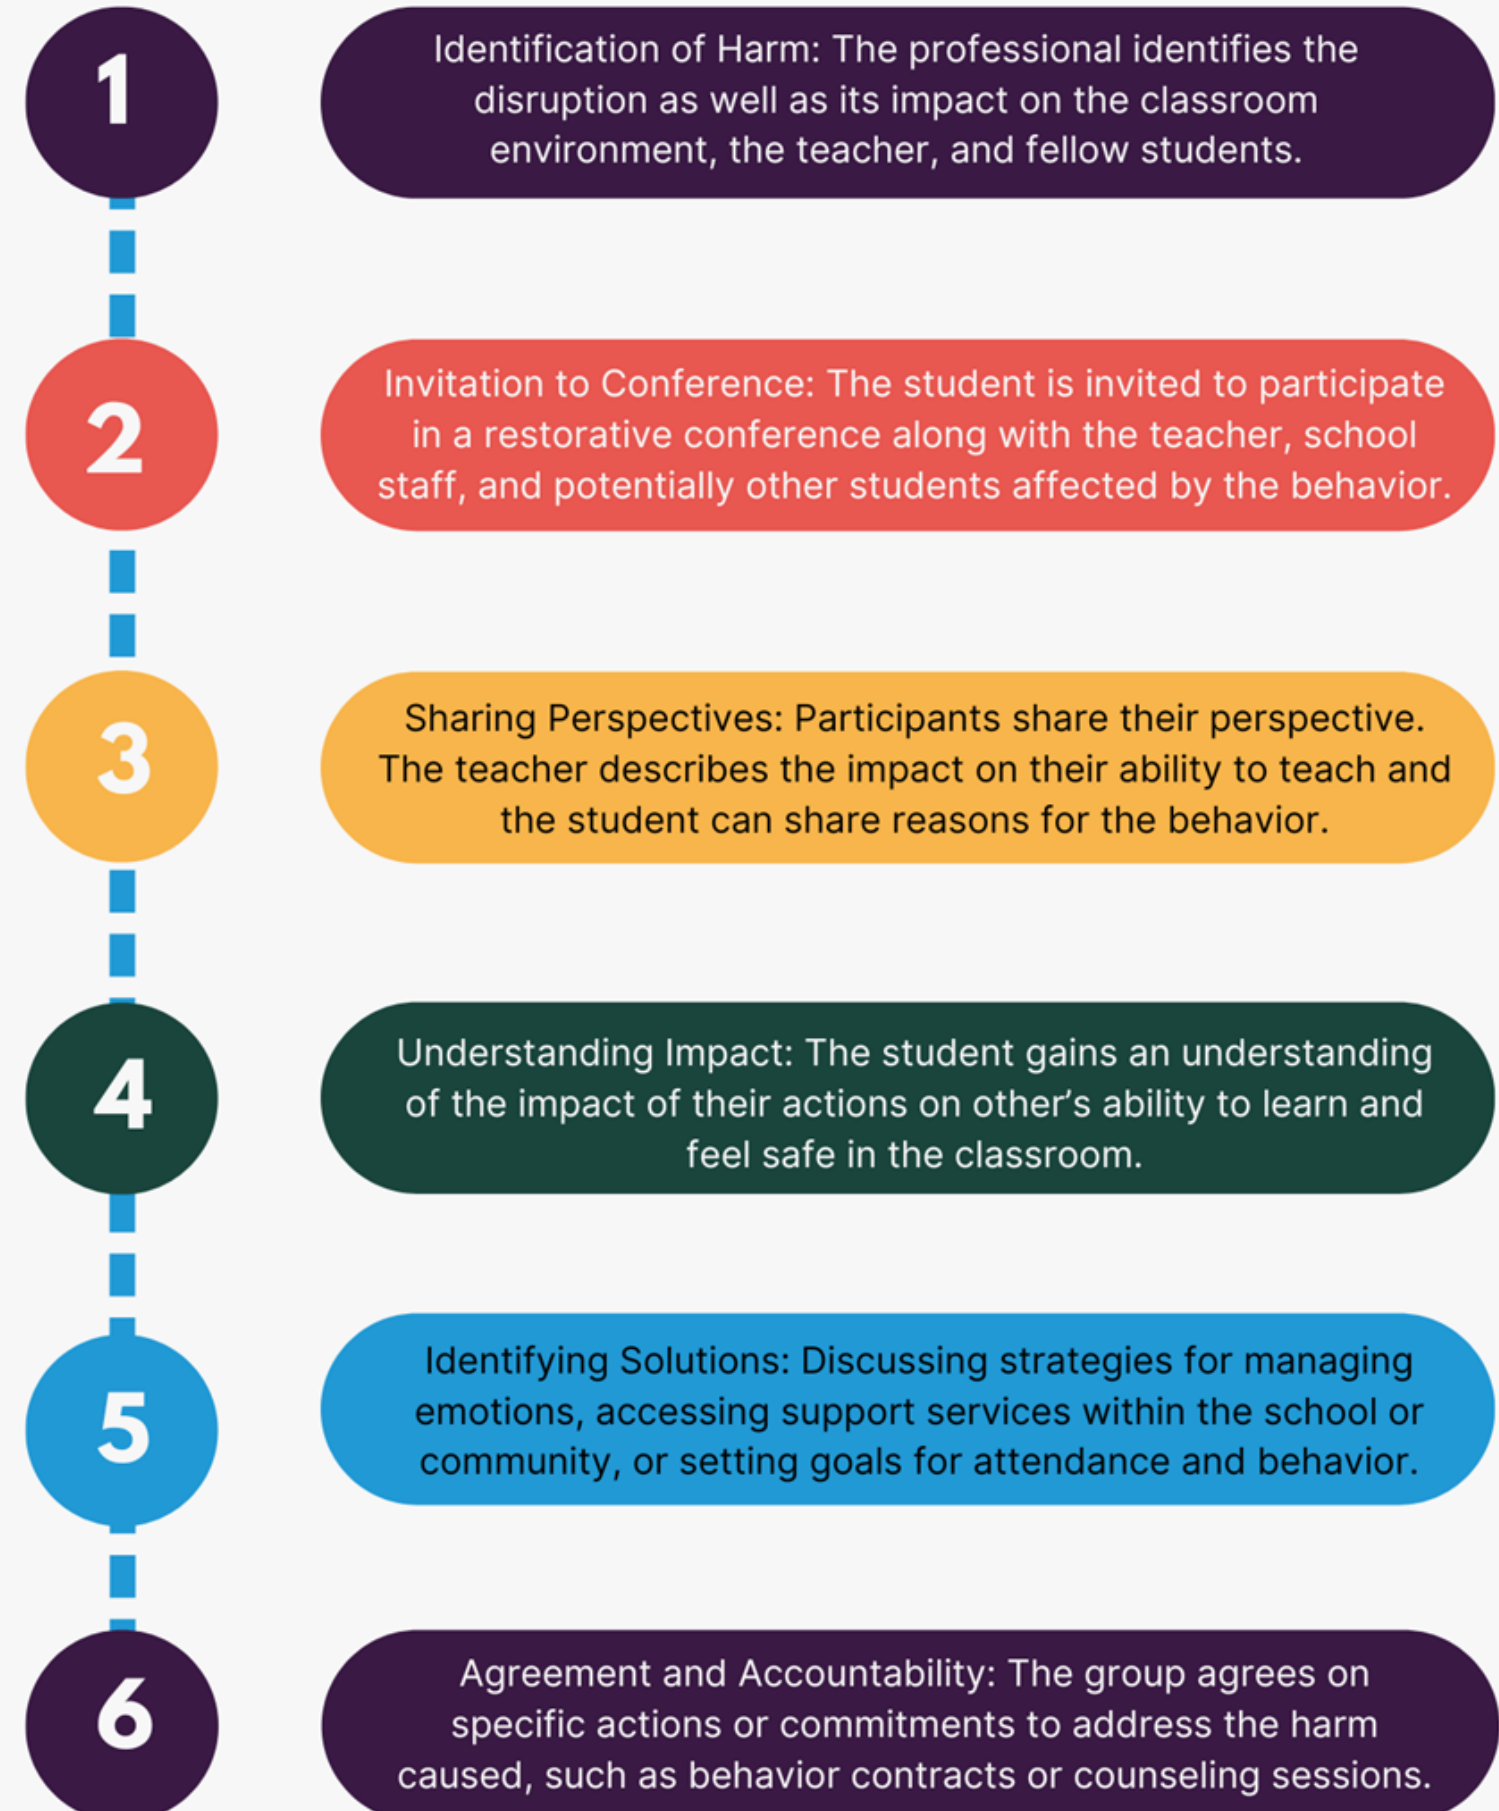 1
Identification of Harm: The professional identifies the
disruption as well as its impact on the classroom
environment, the teacher, and fellow students.
2
Invitation to Conference: The student is invited to participate
in a restorative conference along with the teacher, school
staff, and potentially other students affected by the behavior.
3
Sharing Perspectives: Participants share their perspective.
The teacher describes the impact on their ability to teach and
the student can share reasons for the behavior.
4
Understanding Impact: The student gains an understanding
of the impact of their actions on other’s ability to learn and
feel safe in the classroom.
5
Identifying Solutions: Discussing strategies for managing
emotions, accessing support services within the school or
community, or setting goals for attendance and behavior.
6
Agreement and Accountability: The group agrees on
specific actions or commitments to address the harm
caused, such as behavior contracts or counseling sessions.